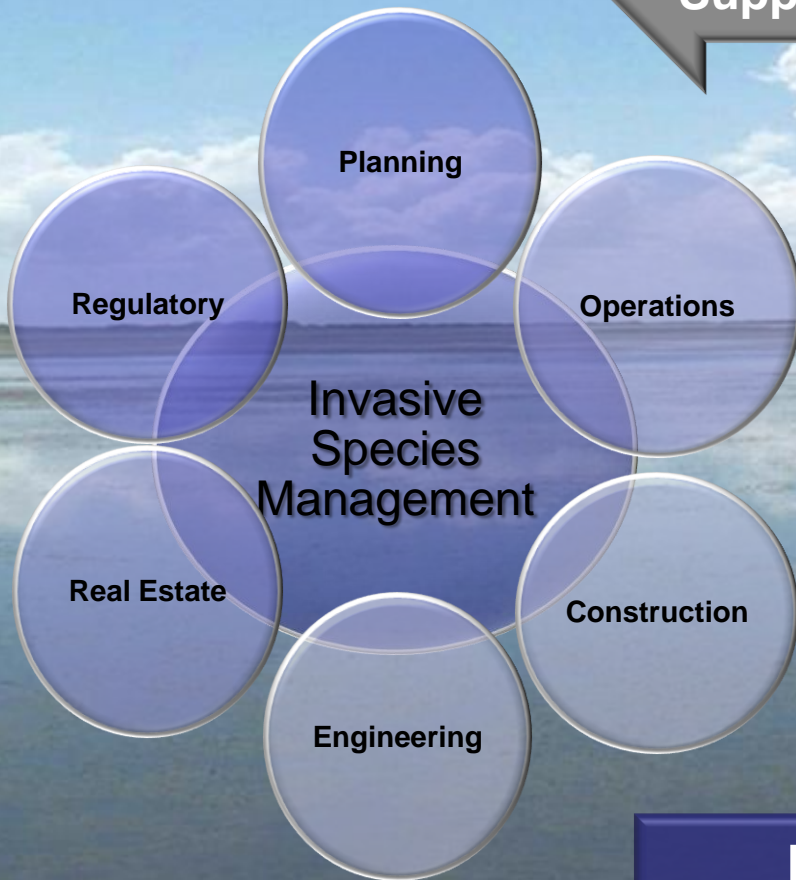 Planning
Regulatory
Operations
Invasive
Species
Management
Real Estate
Construction
Engineering